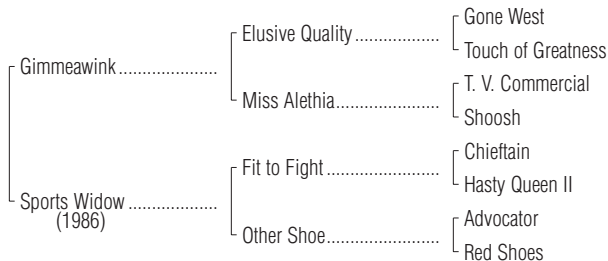 Gone West
Elusive Quality ..................
Touch of Greatness
Gimmeawink .....................
T. V. Commercial
Miss Alethia ......................
Shoosh
Chieftain
Fit to Fight ........................
Hasty Queen II
Sports Widow ...................
(1986)
Advocator
Other Shoe ........................
Red Shoes